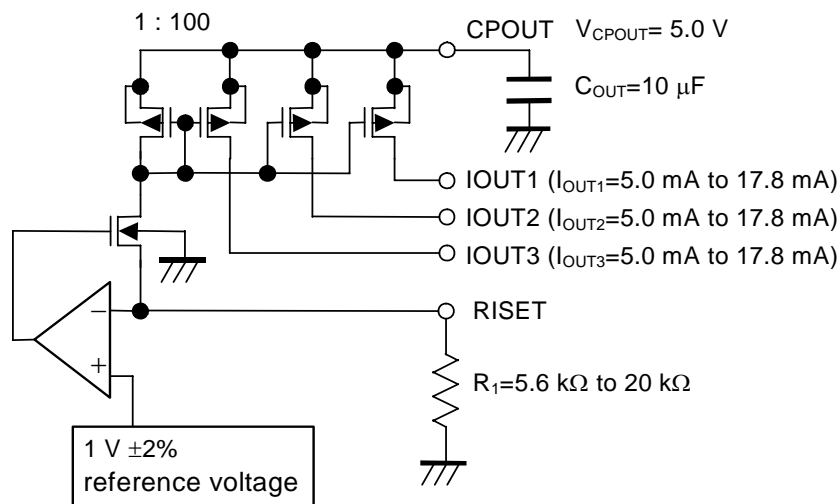 1 : 100
CPOUT V_CPOUT= 5.0 V
C_OUT=10 μF
IOUT1 (I_OUT1=5.0 mA to 17.8 mA)
IOUT2 (I_OUT2=5.0 mA to 17.8 mA)
IOUT3 (I_OUT3=5.0 mA to 17.8 mA)
RISET
−
+
R_1=5.6 kΩ to 20 kΩ
1 V ±2%
reference voltage